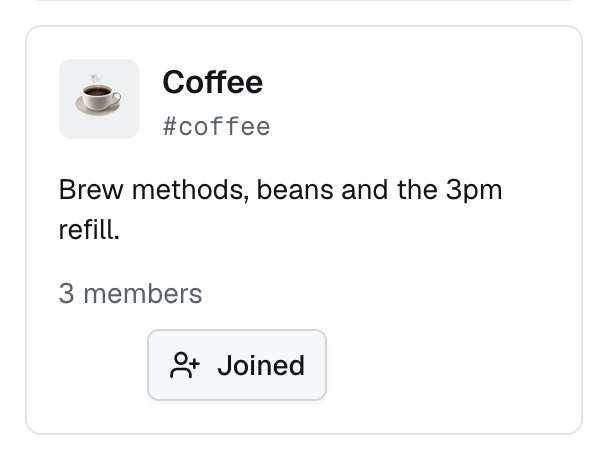 Coffee
#coffee
Brew methods, beans and the 3pm
refill.
3 members
Joined